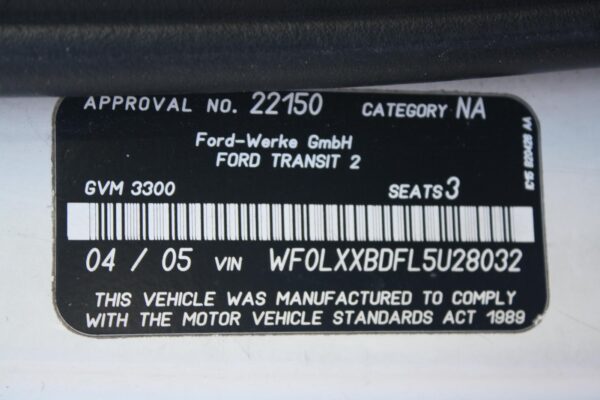 APPROVAL NO. 22150 CATEGORY NA
Ford-Werke GmbH
FORD TRANSIT 2
GVM 3300 SEATS 3
04 / 05 VIN WF0LXXBDFL5U28032
THIS VEHICLE WAS MANUFACTURED TO COMPLY
WITH THE MOTOR VEHICLE STANDARDS ACT 1989